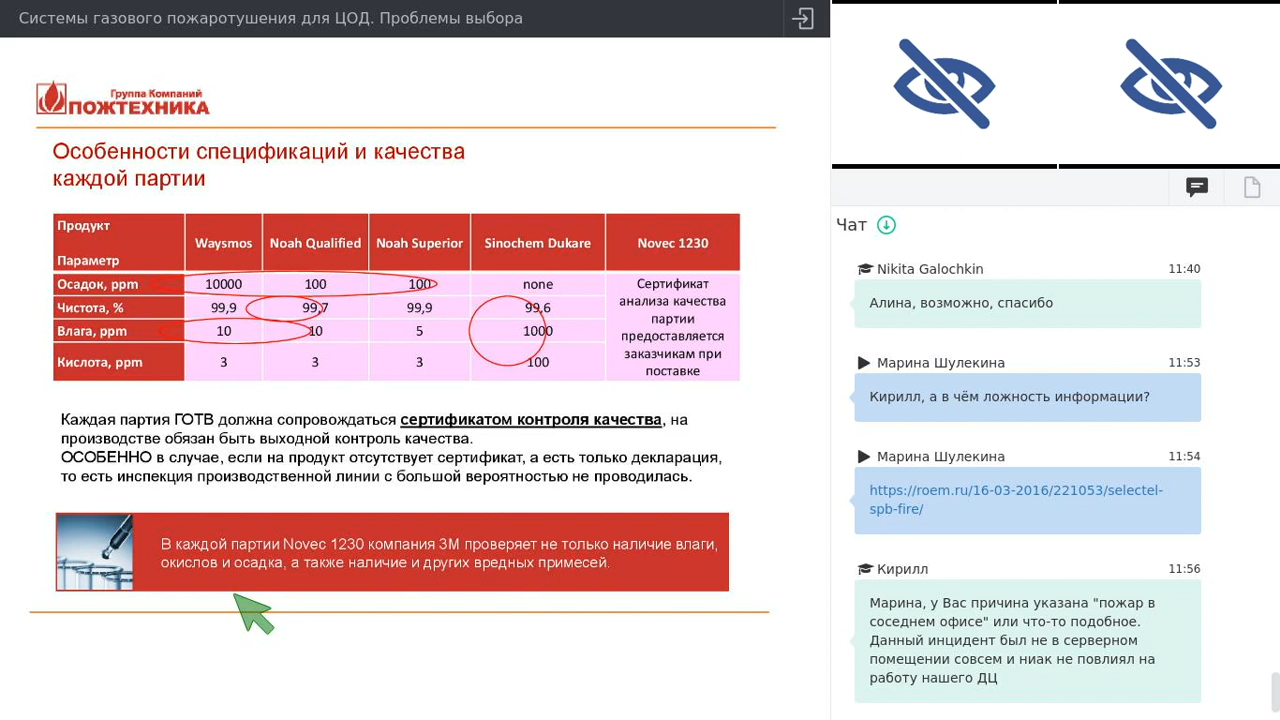 Системы газового пожаротушения для ЦОД. Проблемы выбора
Группа Компаний
ПОЖТЕХНИКА
Особенности спецификаций и качества
каждой партии
Продукт
Параметр
Waysmos
Noah Qualified
Noah Superior
Sinochem Dukare
Novec 1230
Осадок, ppm 10000 100 100 none
Чистота, % 99,9 99,7 99,9 99,6
Влага, ppm 10 10 5 1000
Кислота, ppm 3 3 3 100
Сертификат
анализа качества
партии
предоставляется
заказчикам при
поставке
Каждая партия ГОТВ должна сопровождаться сертификатом контроля качества, на
производстве обязан быть выходной контроль качества.
ОСОБЕННО в случае, если на продукт отсутствует сертификат, а есть только декларация,
то есть инспекция производственной линии с большой вероятностью не проводилась.
В каждой партии Novec 1230 компания 3М проверяет не только наличие влаги,
окислов и осадка, а также наличие и других вредных примесей.
Чат
Nikita Galochkin 11:40
Алина, возможно, спасибо
Марина Шулекина 11:53
Кирилл, а в чём ложность информации?
Марина Шулекина 11:54
https://roem.ru/16-03-2016/221053/selectel-
spb-fire/
Кирилл 11:56
Марина, у Вас причина указана "пожар в
соседнем офисе" или что-то подобное.
Данный инцидент был не в серверном
помещении совсем и ниак не повлиял на
работу нашего ДЦ